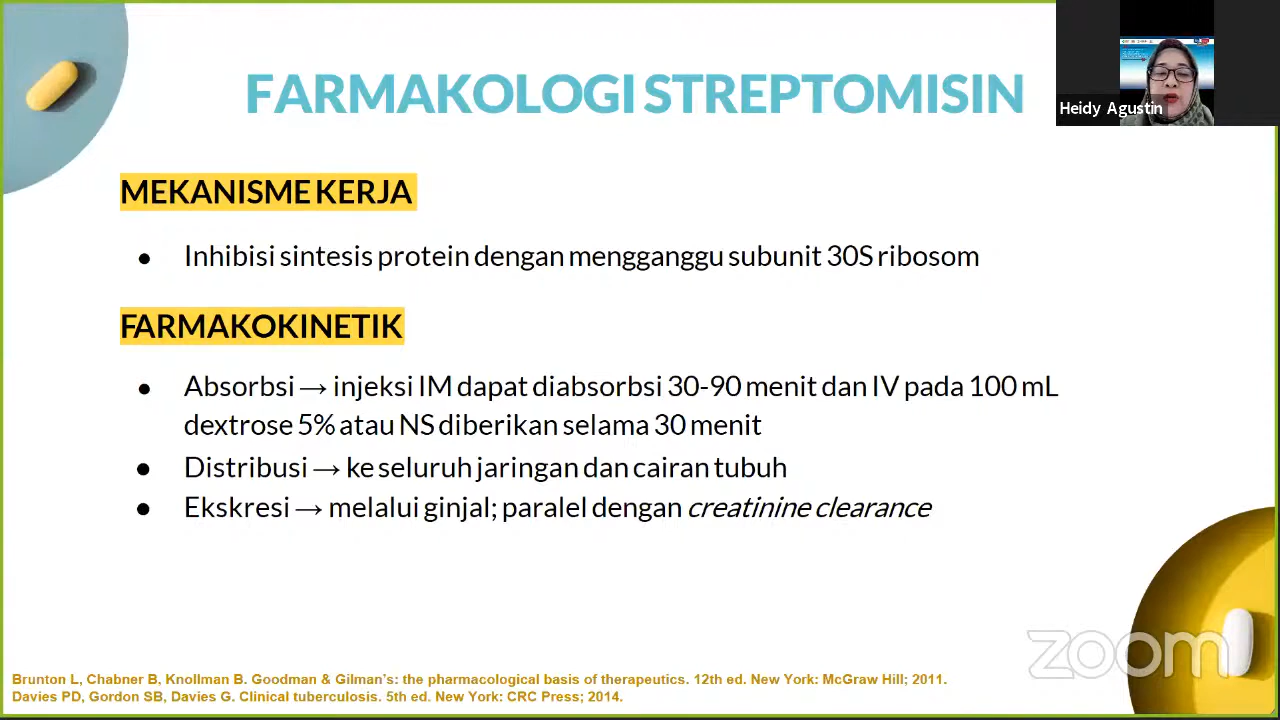 FARMAKOLOGI STREPTOMISIN
Heidy Agustin
MEKANISME KERJA
● Inhibisi sintesis protein dengan mengganggu subunit 30S ribosom
FARMAKOKINETIK
● Absorbsi → injeksi IM dapat diabsorbsi 30-90 menit dan IV pada 100 mL
dextrose 5% atau NS diberikan selama 30 menit
● Distribusi → ke seluruh jaringan dan cairan tubuh
● Ekskresi → melalui ginjal; paralel dengan creatinine clearance
zoom
Brunton L, Chabner B, Knollman B. Goodman & Gilman's: the pharmacological basis of therapeutics. 12th ed. New York: McGraw Hill; 2011.
Davies PD, Gordon SB, Davies G. Clinical tuberculosis. 5th ed. New York: CRC Press; 2014.